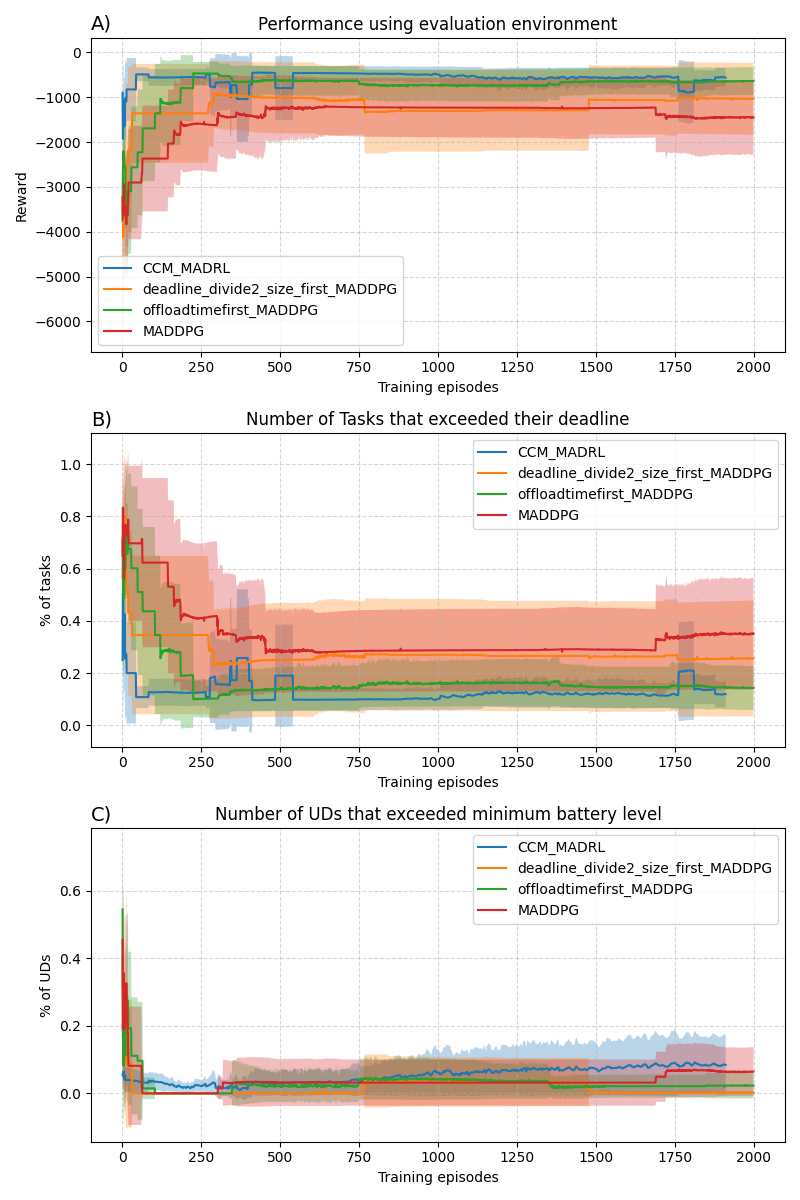 A)
Performance using evaluation environment
0
−1000
−2000
−3000
−4000
−5000
−6000
Reward
CCM_MADRL
deadline_divide2_size_first_MADDPG
offloadtimefirst_MADDPG
MADDPG
0 250 500 750 1000 1250 1500 1750 2000
Training episodes
B)
Number of Tasks that exceeded their deadline
1.0
0.8
0.6
0.4
0.2
0.0
% of tasks
CCM_MADRL
deadline_divide2_size_first_MADDPG
offloadtimefirst_MADDPG
MADDPG
0 250 500 750 1000 1250 1500 1750 2000
Training episodes
C)
Number of UDs that exceeded minimum battery level
0.6
0.4
0.2
0.0
% of UDs
CCM_MADRL
deadline_divide2_size_first_MADDPG
offloadtimefirst_MADDPG
MADDPG
0 250 500 750 1000 1250 1500 1750 2000
Training episodes